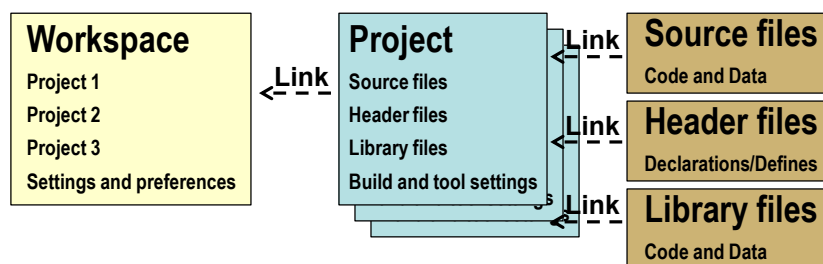 Workspace
Project 1
Project 2
Project 3
Settings and preferences
Link
Project
Source files
Header files
Library files
Build and tool settings
Link
Source files
Code and Data
Link
Header files
Declarations/Defines
Link
Library files
Code and Data